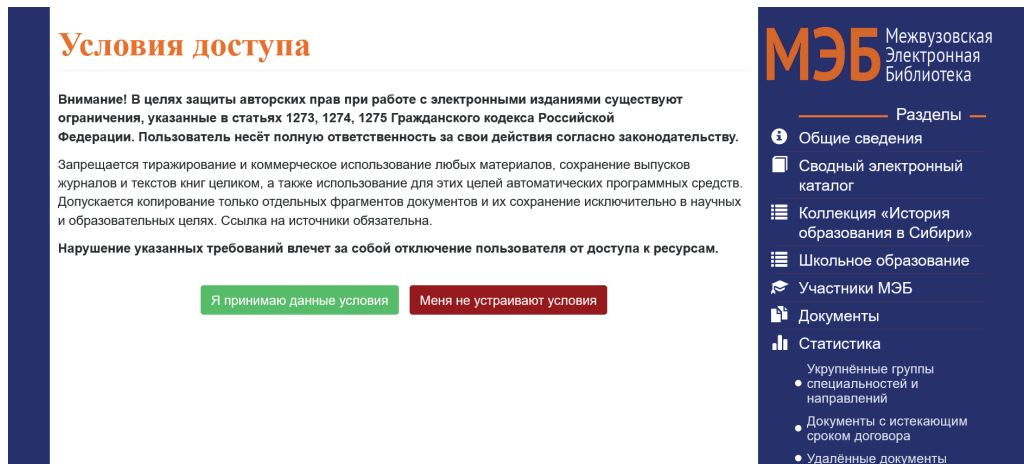 Условия доступа
Внимание! В целях защиты авторских прав при работе с электронными изданиями существуют
ограничения, указанные в статьях 1273, 1274, 1275 Гражданского кодекса Российской
Федерации. Пользователь несёт полную ответственность за свои действия согласно законодательству.
Запрещается тиражирование и коммерческое использование любых материалов, сохранение выпусков
журналов и текстов книг целиком, а также использование для этих целей автоматических программных средств.
Допускается копирование только отдельных фрагментов документов и их сохранение исключительно в научных
и образовательных целях. Ссылка на источники обязательна.
Нарушение указанных требований влечет за собой отключение пользователя от доступа к ресурсам.
Я принимаю данные условия
Меня не устраивают условия
МЭБ
Межвузовская
Электронная
Библиотека
Разделы
Общие сведения
Сводный электронный
каталог
Коллекция «История
образования в Сибири»
Школьное образование
Участники МЭБ
Документы
Статистика
Укрупнённые группы
специальностей и
направлений
Документы с истекающим
сроком договора
Удалённые документы